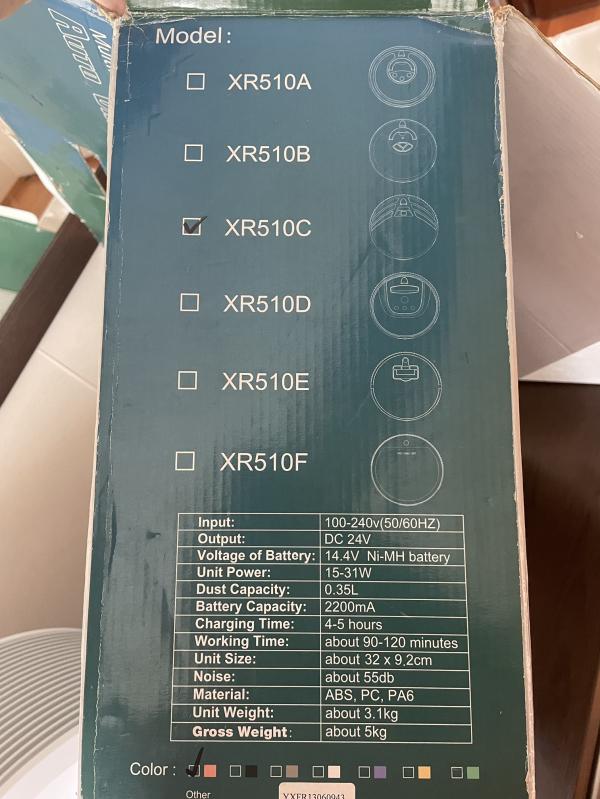 Model:
XR510A
XR510B
XR510C
XR510D
XR510E
XR510F
Input: 100-240v(50/60HZ)
Output: DC 24V
Voltage of Battery: 14.4V Ni-MH battery
Unit Power: 15-31W
Dust Capacity: 0.35L
Battery Capacity: 2200mA
Charging Time: 4-5 hours
Working Time: about 90-120 minutes
Unit Size: about 32 x 9,2cm
Noise: about 55db
Material: ABS, PC, PA6
Unit Weight: about 3.1kg
Gross Weight: about 5kg
Color :
Other
YXFR13060943